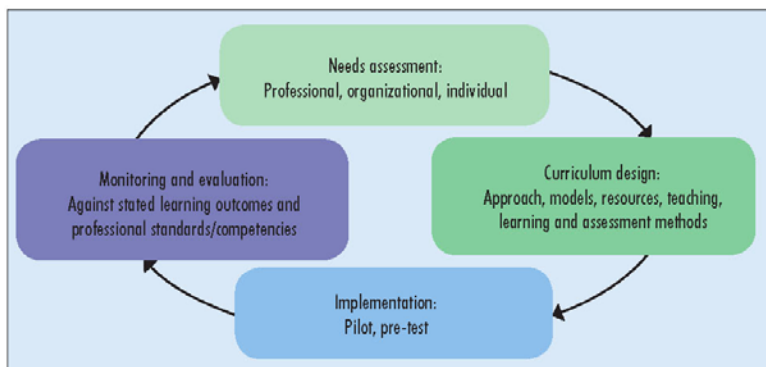 Needs assessment:
Professional, organizational, individual
Curriculum design:
Approach, models, resources, teaching,
learning and assessment methods
Implementation:
Pilot, pre-test
Monitoring and evaluation:
Against stated learning outcomes and
professional standards/competencies